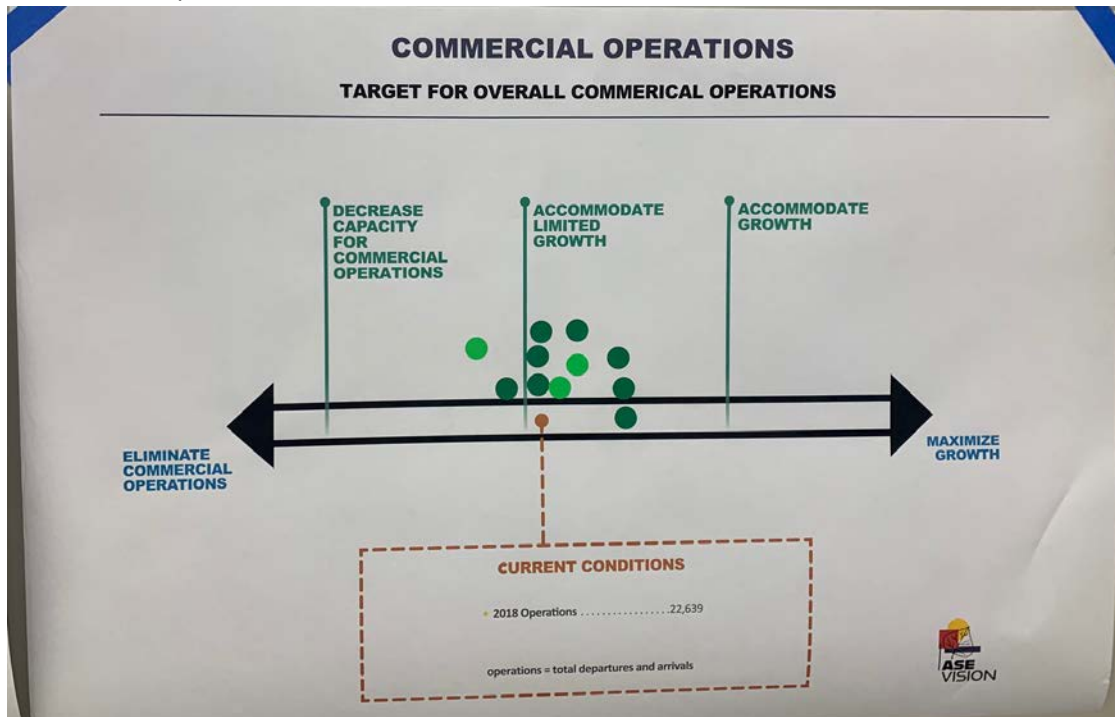 COMMERCIAL OPERATIONS
TARGET FOR OVERALL COMMERICAL OPERATIONS
DECREASE
CAPACITY
FOR
COMMERCIAL
OPERATIONS
ACCOMMODATE
LIMITED
GROWTH
ACCOMMODATE
GROWTH
ELIMINATE
COMMERCIAL
OPERATIONS
MAXIMIZE
GROWTH
CURRENT CONDITIONS
• 2018 Operations .................22,639
operations = total departures and arrivals
ASE
VISION